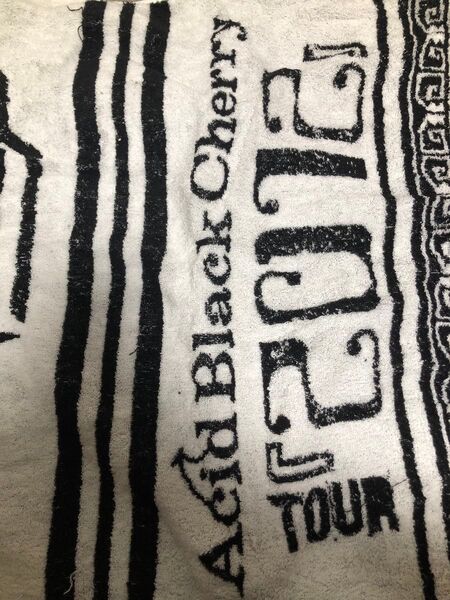 Acid Black Cherry
TOUR
『2012』